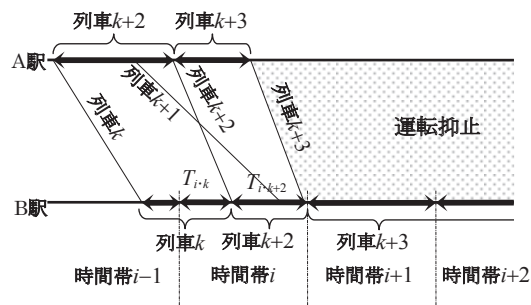 列車k+2
列車k+3
A駅
列車k
列車k+1
列車k+2
列車k+3
運転抑止
Ti·k
Ti·k+2
B駅
列車k
列車k+2
列車k+3
時間帯i−1
時間帯i
時間帯i+1
時間帯i+2